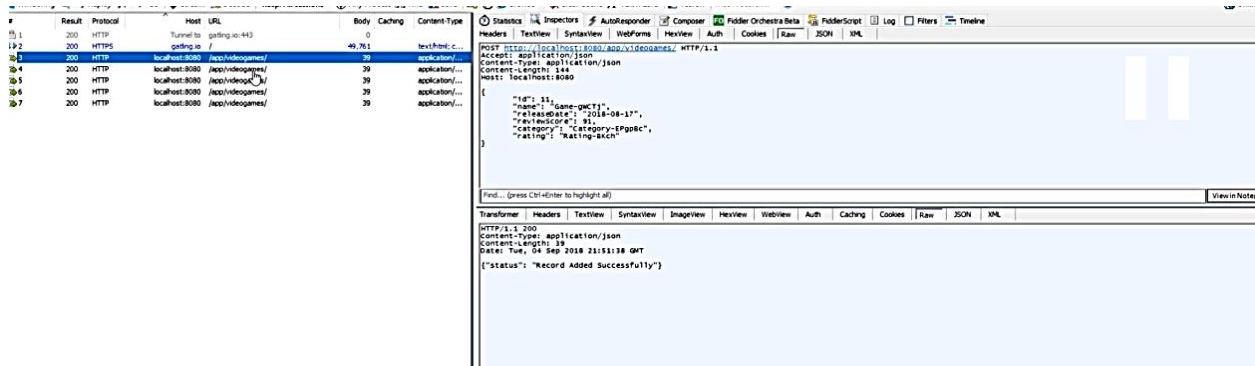 # Result Protocol Host URL Body Caching Content-Type
1 200 HTTP Tunnel to gatling.io:443 0
2 200 HTTPS gatling.io / 49,761 text/html; c...
3 200 HTTP localhost:8080 /app/videogames/ 39 application/...
4 200 HTTP localhost:8080 /app/videogames/ 39 application/...
5 200 HTTP localhost:8080 /app/videogames/ 39 application/...
6 200 HTTP localhost:8080 /app/videogames/ 39 application/...
7 200 HTTP localhost:8080 /app/videogames/ 39 application/...
Statistics Inspectors AutoResponder Composer FO Fiddler Orchestra Beta FiddlerScript Log Filters Timeline
Headers TextView SyntaxView WebForms HexView Auth Cookies Raw JSON XML
POST http://localhost:8080/app/videogames/ HTTP/1.1
Accept: application/json
Content-Type: application/json
Content-Length: 144
Host: localhost:8080
{
"id": 11,
"name": "Game-gWCTj",
"releaseDate": "2018-08-17",
"reviewScore": 91,
"category": "Category-EPgpBc",
"rating": "Rating-BKch"
}
Find... (press Ctrl+Enter to highlight all) View in Note
Transformer Headers TextView SyntaxView ImageView HexView WebView Auth Caching Cookies Raw JSON XML
HTTP/1.1 200
Content-Type: application/json
Content-Length: 39
Date: Tue, 04 Sep 2018 21:51:38 GMT
{"status": "Record Added Successfully"}